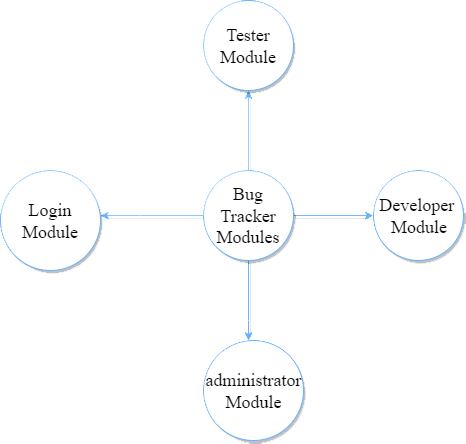 Tester
Module
Login
Module
Bug
Tracker
Modules
Developer
Module
administrator
Module